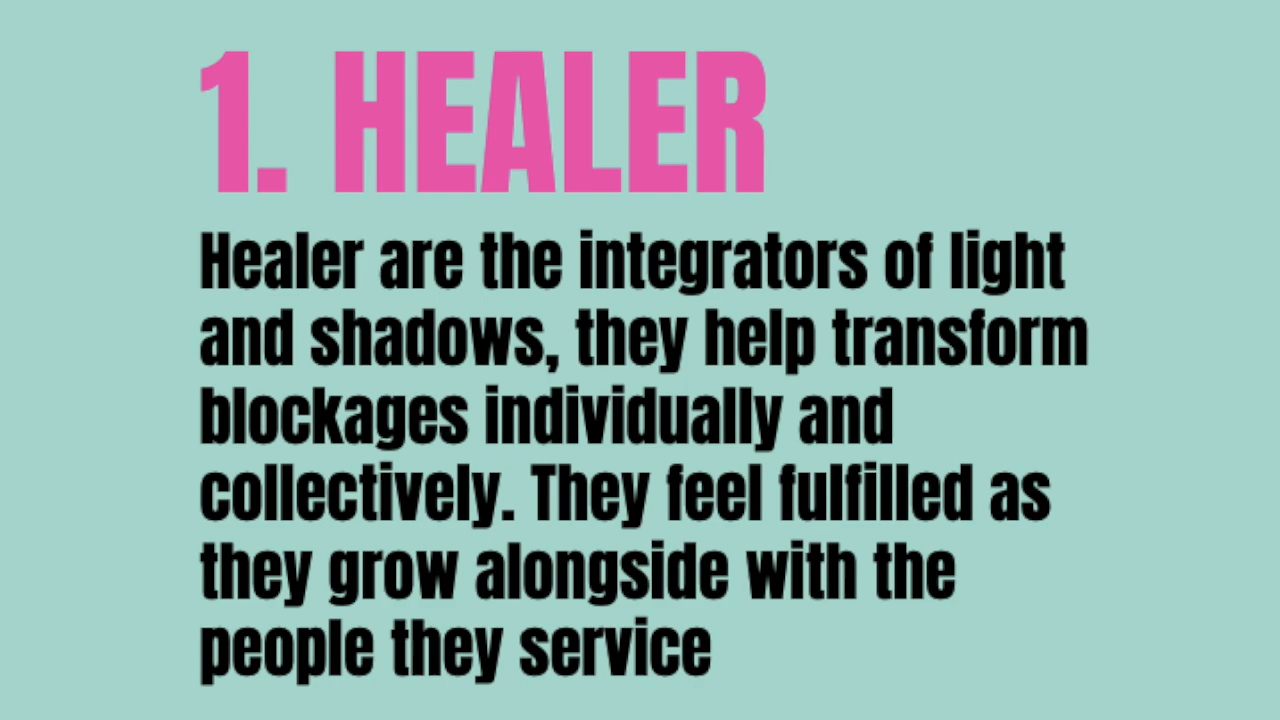 1. HEALER
Healer are the integrators of light
and shadows, they help transform
blockages individually and
collectively. They feel fulfilled as
they grow alongside with the
people they service